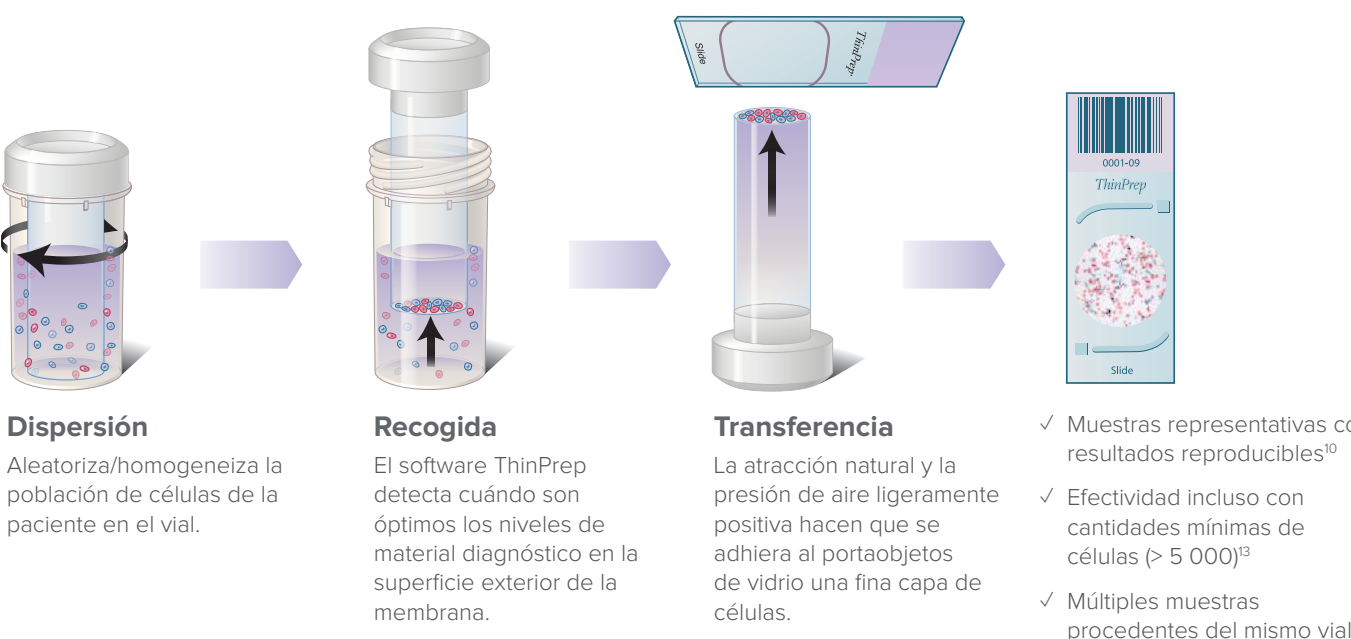 Slide
ThinPrep®
0001-09
ThinPrep
Slide
Dispersión
Aleatoriza/homogeneiza la
población de células de la
paciente en el vial.
Recogida
El software ThinPrep
detecta cuándo son
óptimos los niveles de
material diagnóstico en la
superficie exterior de la
membrana.
Transferencia
La atracción natural y la
presión de aire ligeramente
positiva hacen que se
adhiera al portaobjetos
de vidrio una fina capa de
células.
✓ Muestras representativas
resultados reproducibles¹⁰
✓ Efectividad incluso con
cantidades mínimas de
células (> 5 000)¹³
✓ Múltiples muestras
procedentes del mismo vial